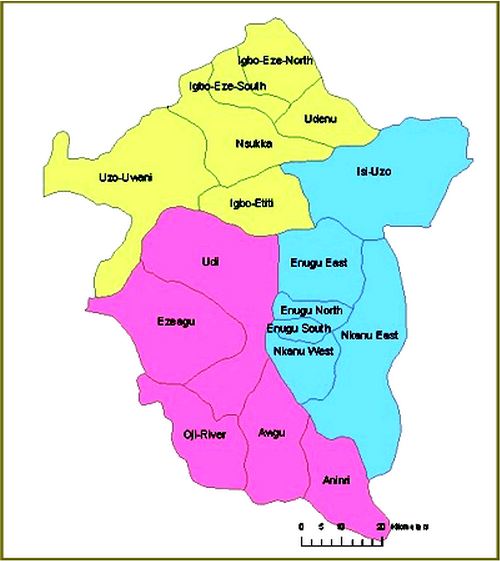 Igbo-Eze-North
Igbo-Eze-South
Udenu
Nsukka
Isi-Uzo
Uzo-Uwani
Igbo-Etiti
Udi
Enugu East
Enugu North
Ezeagu
Enugu South
Nkanu East
Nkanu West
Oji-River
Awgu
Aninri
0 5 10 20 Kilometers